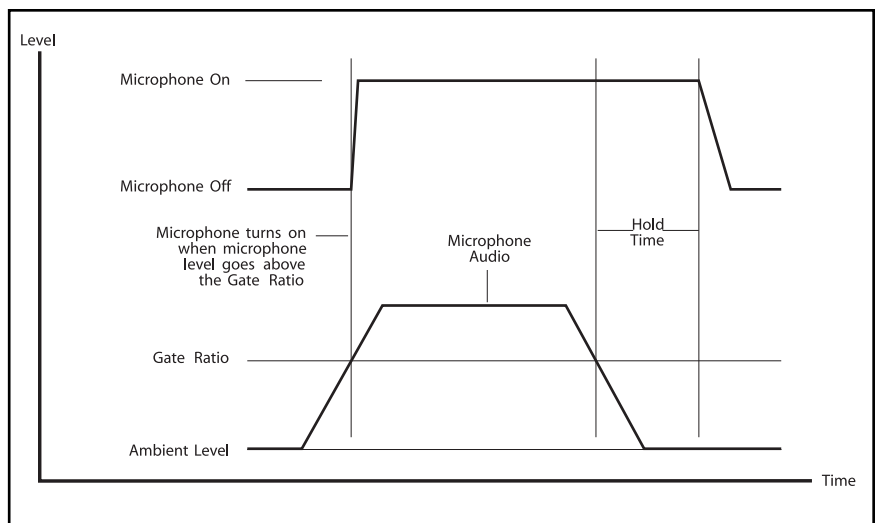 Level
Microphone On
Microphone Off
Microphone turns on
when microphone
level goes above
the Gate Ratio
Hold
Time
Microphone
Audio
Gate Ratio
Ambient Level
Time